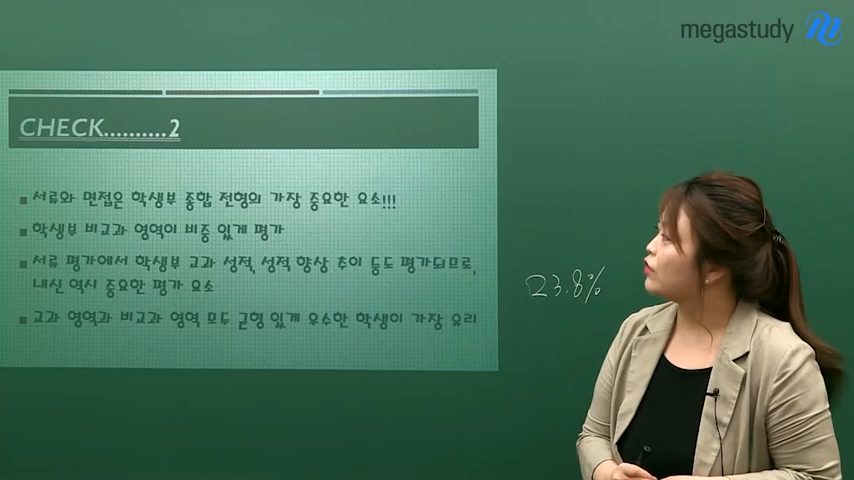 megastudy
CHECK..........2
서류와 면접은 학생부 종합 전형의 가장 중요한 요소!!!
학생부 비교과 영역이 비중 있게 평가
서류 평가에서 학생부 교과 성적, 성적 향상 추이 등도 평가되므로,
내신 역시 중요한 평가 요소
교과 영역과 비교과 영역 모두 균형 있게 우수한 학생이 가장 유리
23.8%